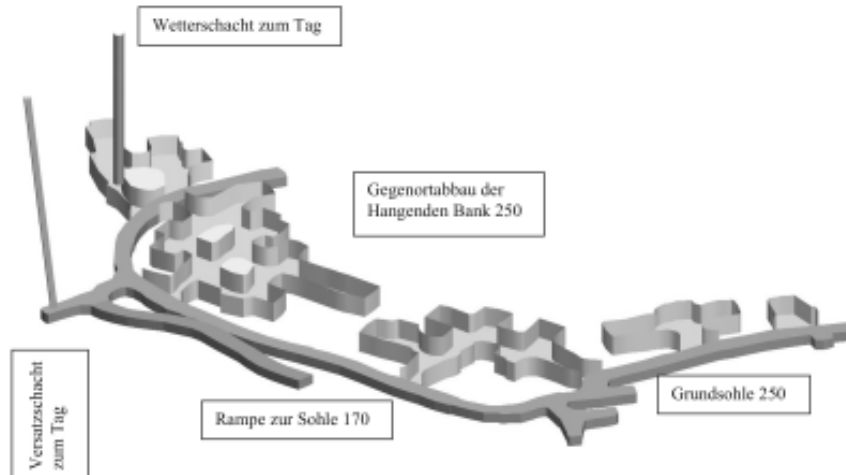 Wetterschacht zum Tag
Gegenortabbau der
Hangenden Bank 250
Grundsohle 250
Rampe zur Sohle 170
Versatzschacht
zum Tag